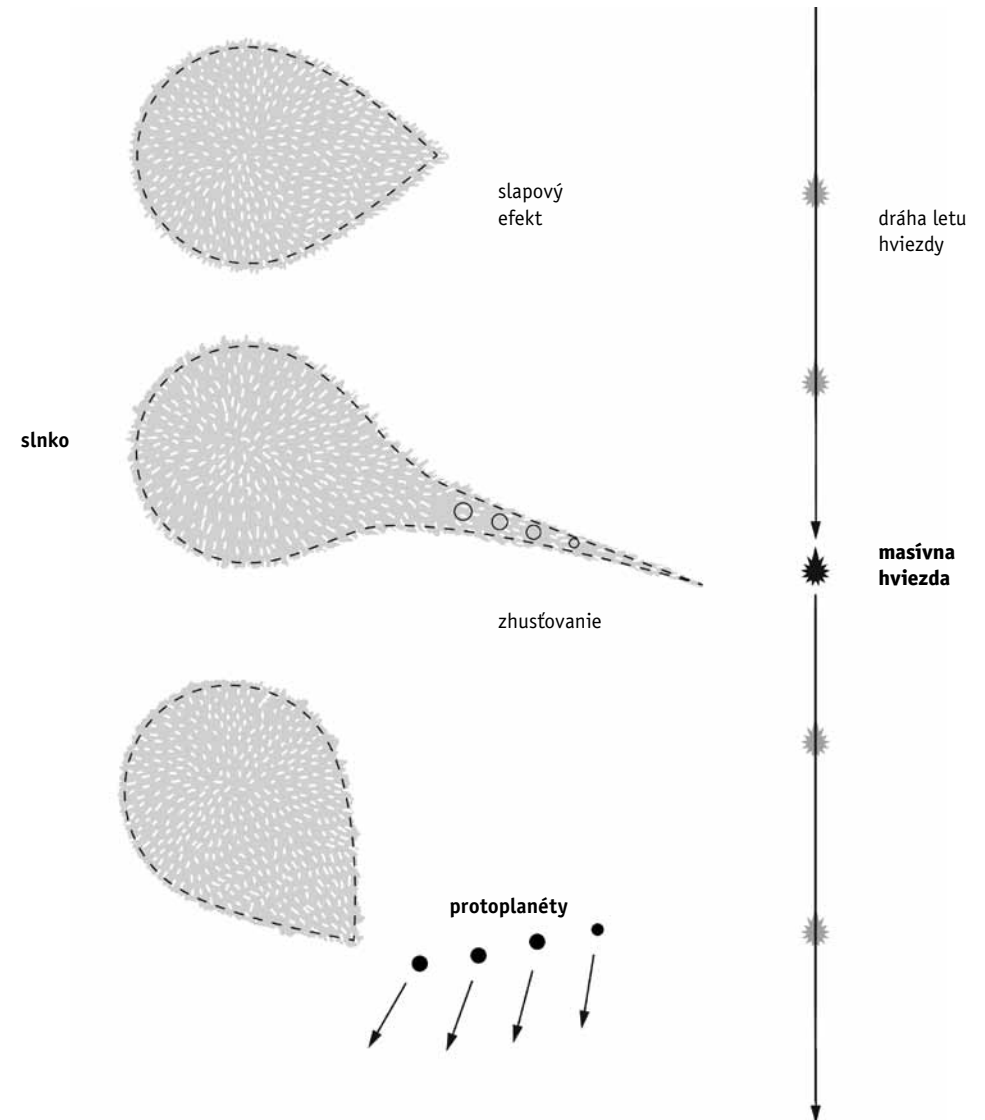 slapový
efekt
dráha letu
hviezdy
slnko
masívna
hviezda
zhusťovanie
protoplanéty